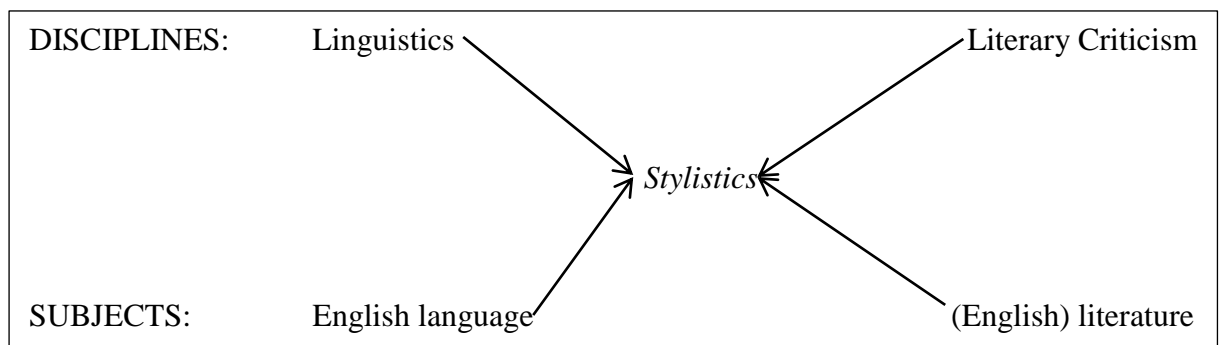 DISCIPLINES: Linguistics Literary Criticism
Stylistics
SUBJECTS: English language (English) literature